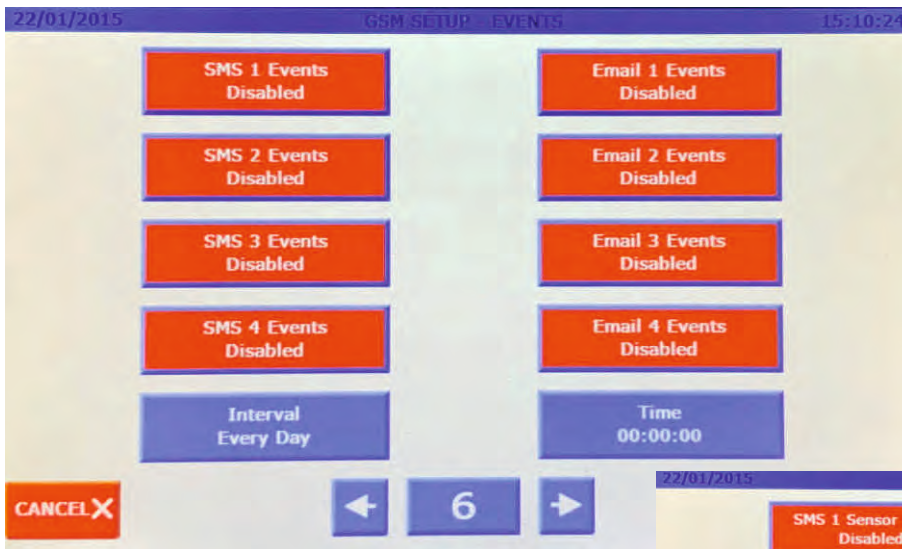 22/01/2015 GSM SETUP - EVENTS 15:10:24
SMS 1 Events
Disabled
Email 1 Events
Disabled
SMS 2 Events
Disabled
Email 2 Events
Disabled
SMS 3 Events
Disabled
Email 3 Events
Disabled
SMS 4 Events
Disabled
Email 4 Events
Disabled
Interval
Every Day
Time
00:00:00
CANCEL X
6
22/01/2015
SMS 1 Sensor
Disabled